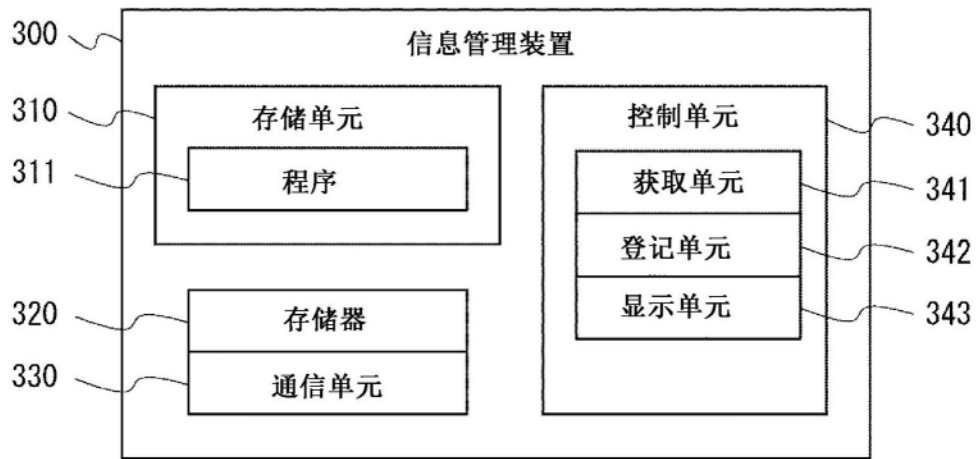 300
信息管理装置
310
存储单元
311
程序
320
存储器
330
通信单元
控制单元
340
获取单元
341
登记单元
342
显示单元
343